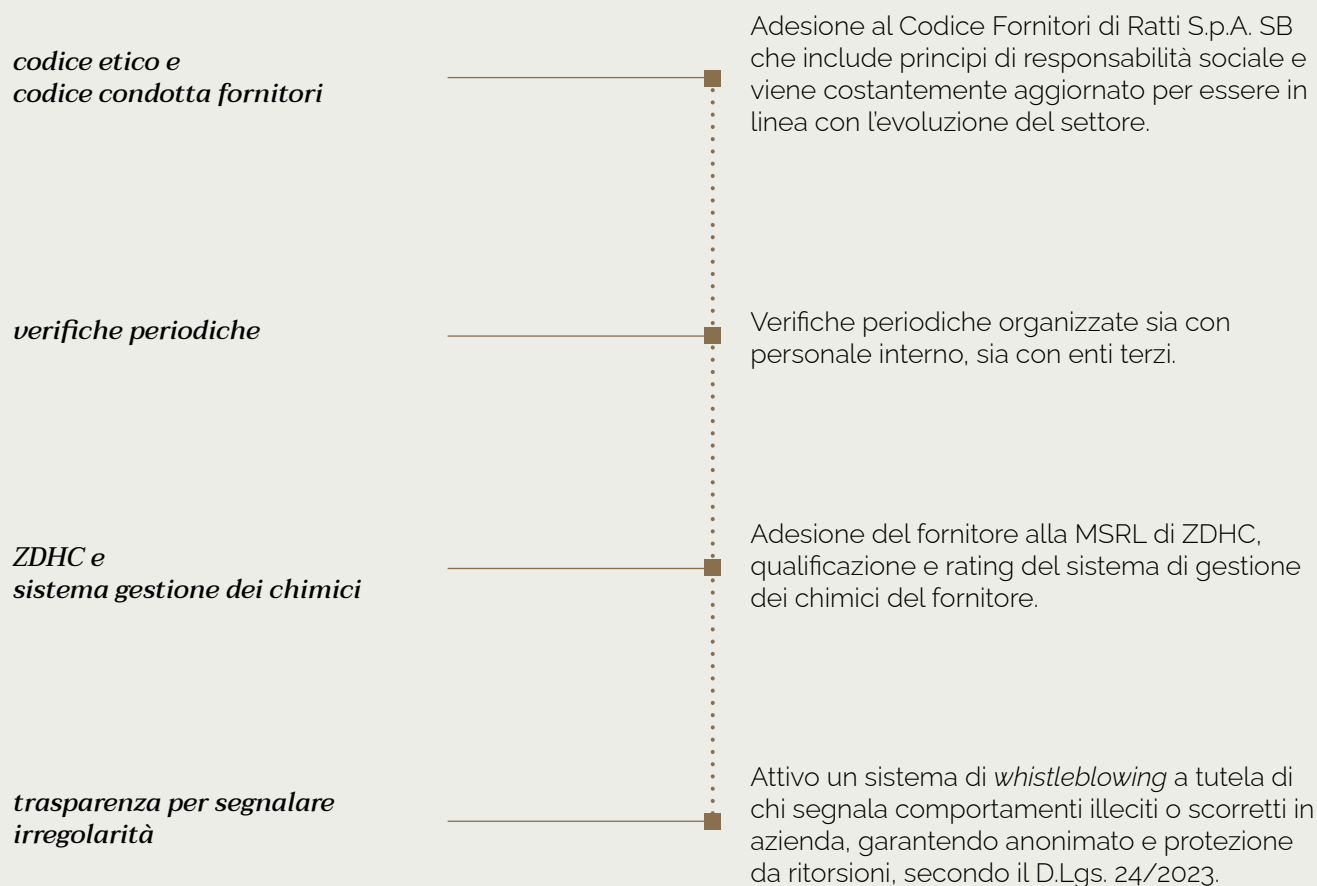 codice etico e
codice condotta fornitori
Adesione al Codice Fornitori di Ratti S.p.A. SB
che include principi di responsabilità sociale e
viene costantemente aggiornato per essere in
linea con l'evoluzione del settore.
verifiche periodiche
Verifiche periodiche organizzate sia con
personale interno, sia con enti terzi.
ZDHC e
sistema gestione dei chimici
Adesione del fornitore alla MSRL di ZDHC,
qualificazione e rating del sistema di gestione
dei chimici del fornitore.
trasparenza per segnalare
irregolarità
Attivo un sistema di whistleblowing a tutela di
chi segnala comportamenti illeciti o scorretti in
azienda, garantendo anonimato e protezione
da ritorsioni, secondo il D.Lgs. 24/2023.